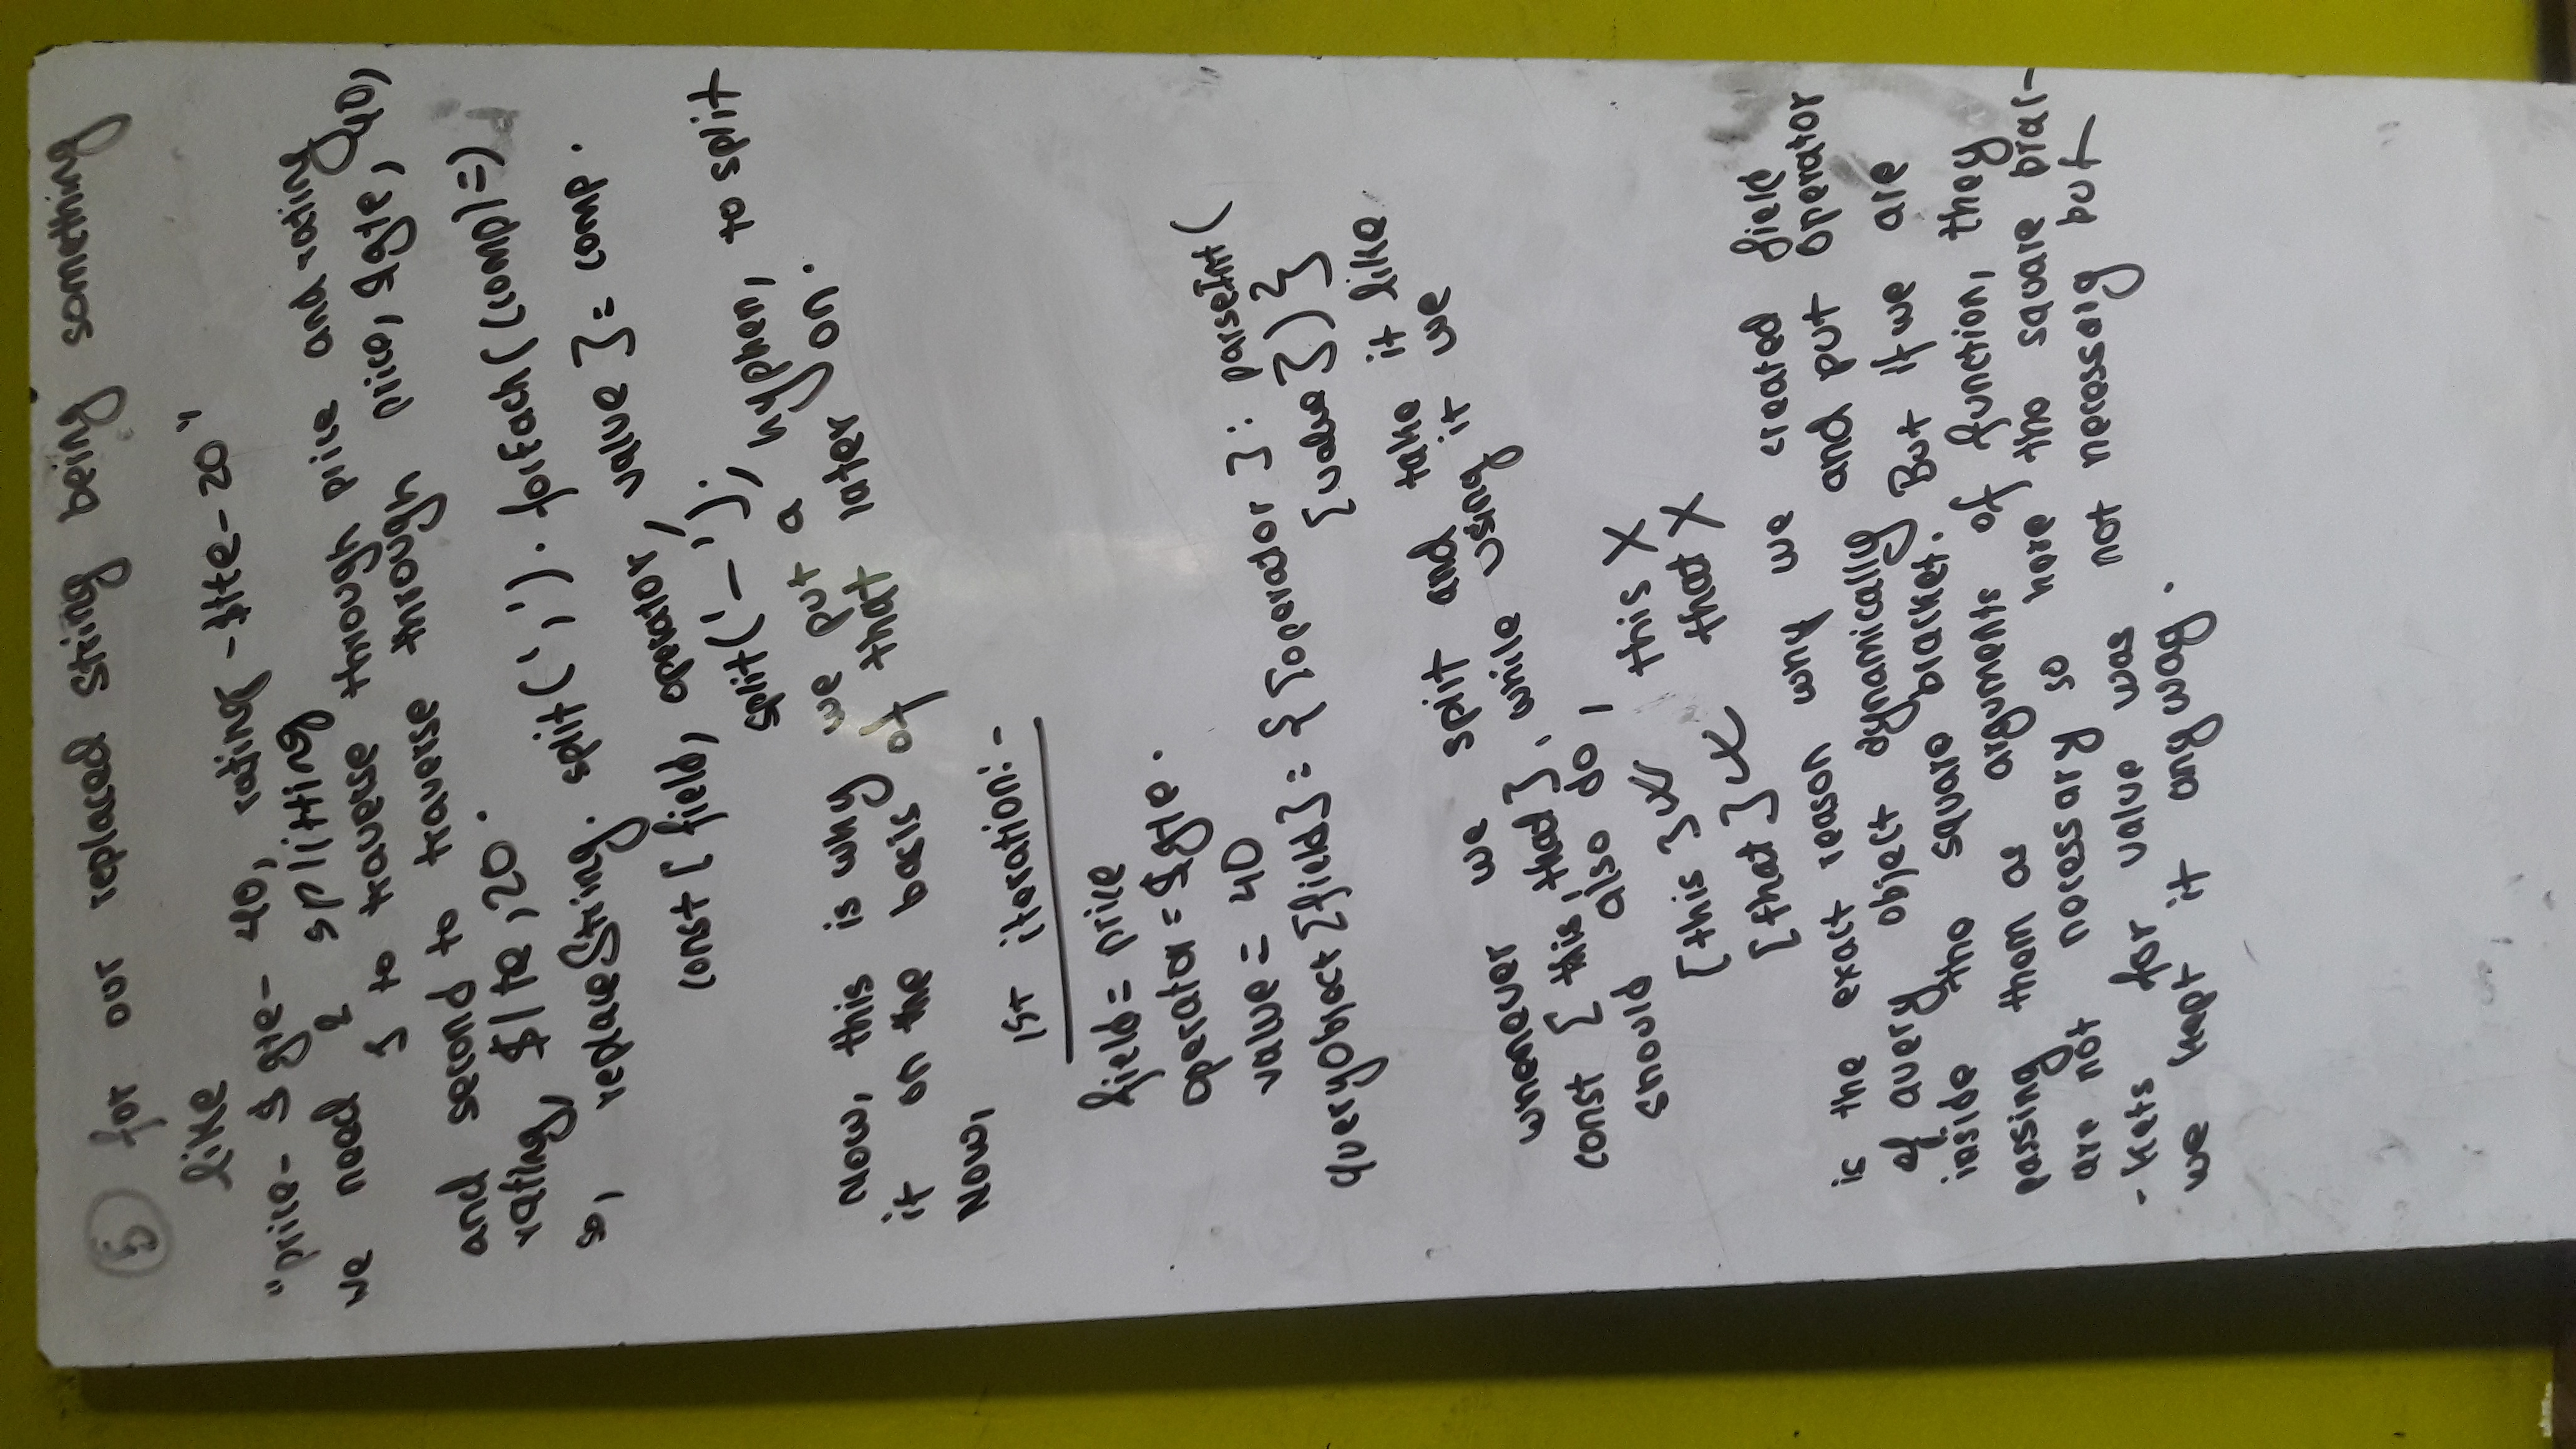 5 for our replaced string being something
like
"price-$gte-40, rating-$lte-20"
we need 2 splitting
1 to traverse through price and rating
and second to traverse through price, $gte, 40,
rating, $lte, 20.
so, replaceString.split(',').forEach((comp)=>
const [field, operator, value] = comp.
split('-');
Now, this is why we put a hyphen, to split
it on the basis of that later on.
Now,
1st iteration:-
field = price
operator = $gte.
value = 40
queryObject[field] = {[operator]: parseInt(
[value])}
whenever we split and take it like
const [this, that], while using it we
should also do,
[this] this X
[that] that X
is the exact reason why we created field
of query object dynamically and put operator
inside the square bracket. But if we are
passing them as arguments of function, they
are not necessary so here the square brac-
-kets for value was not necessary but
we kept it anyway.